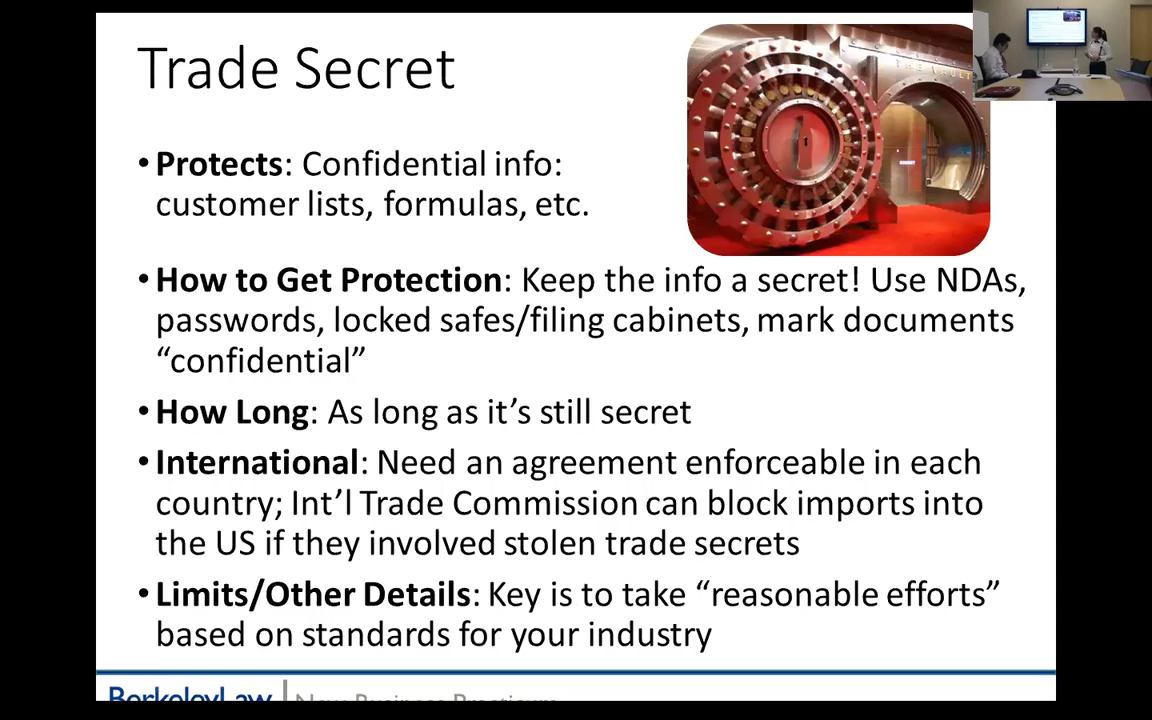 Trade Secret
THE VAULT
• Protects: Confidential info:
customer lists, formulas, etc.
• How to Get Protection: Keep the info a secret! Use NDAs,
passwords, locked safes/filing cabinets, mark documents
“confidential”
• How Long: As long as it’s still secret
• International: Need an agreement enforceable in each
country; Int’l Trade Commission can block imports into
the US if they involved stolen trade secrets
• Limits/Other Details: Key is to take “reasonable efforts”
based on standards for your industry
BerkeleyLaw | New Business Practicum